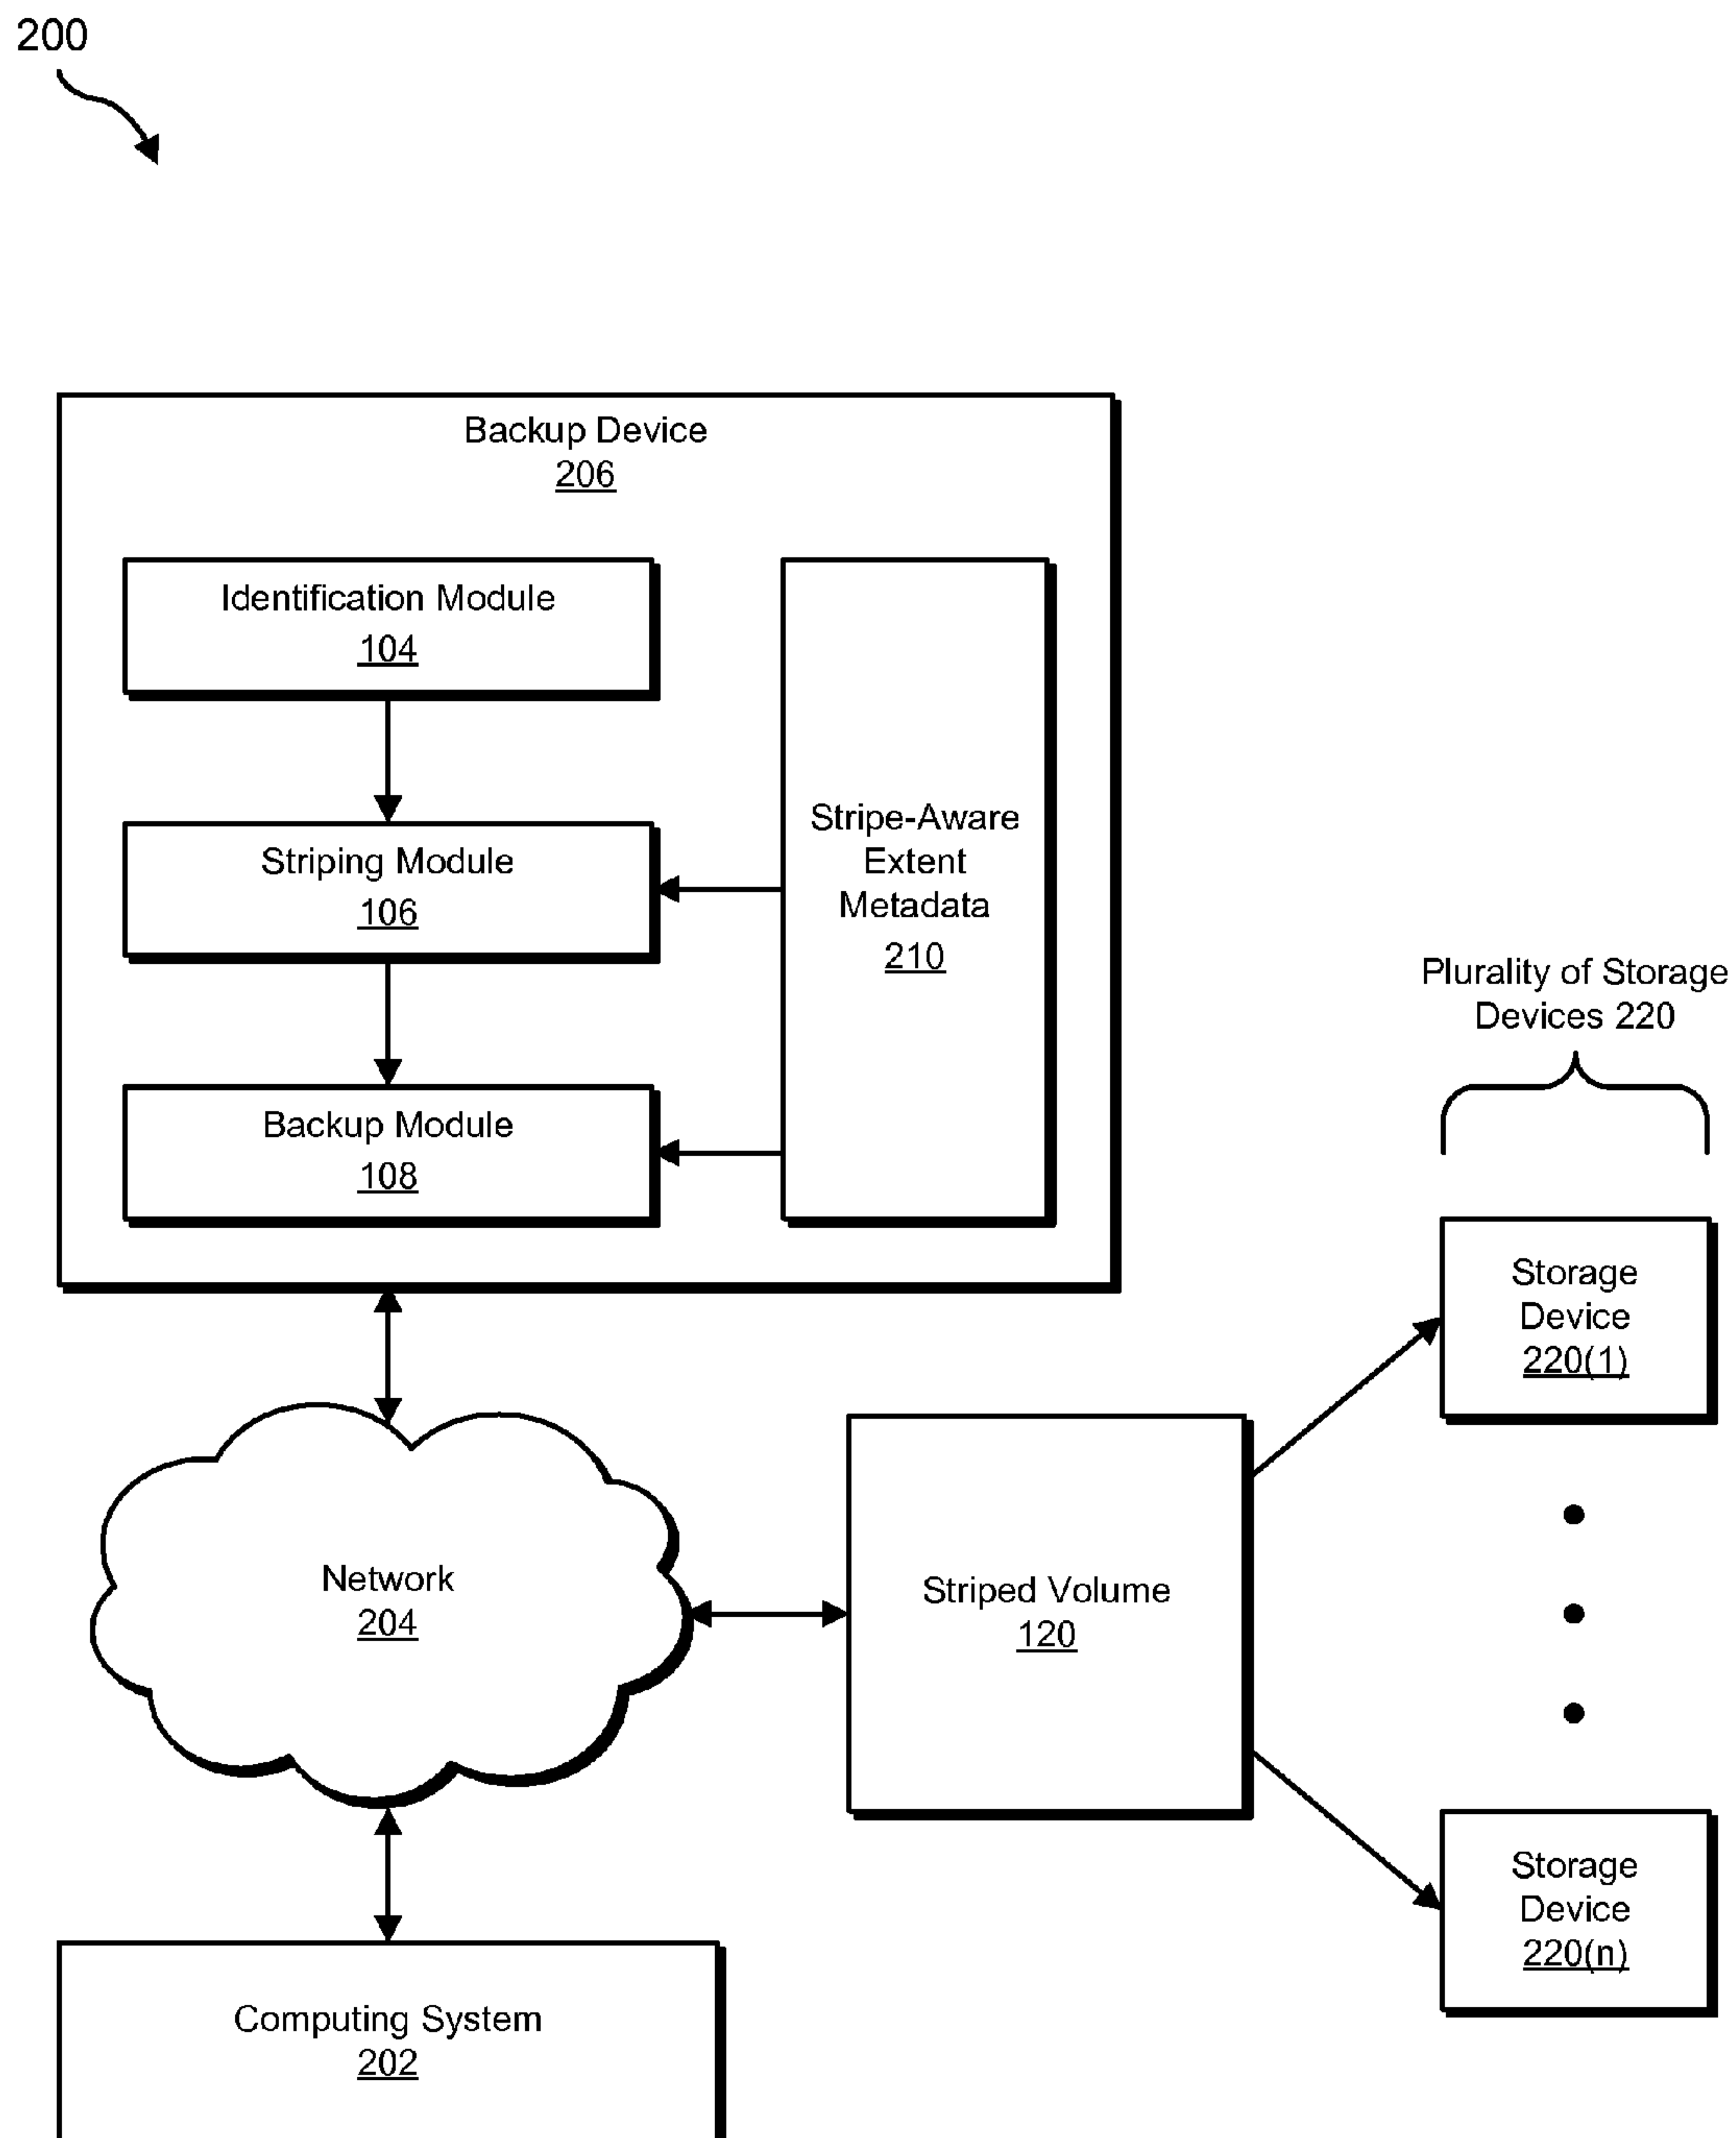 200
Backup Device
206
Identification Module
104
Striping Module
106
Backup Module
108
Stripe-Aware
Extent
Metadata
210
Plurality of Storage
Devices 220
Storage
Device
220(1)
Network
204
Striped Volume
120
Storage
Device
220(n)
Computing System
202